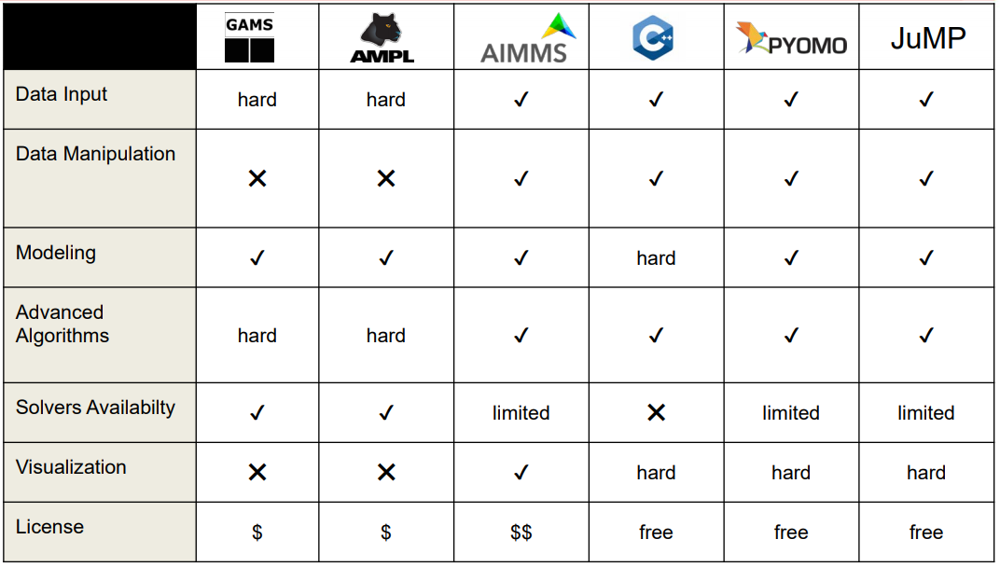 GAMS AMPL AIMMS C++ PYOMO JuMP
Data Input hard hard ✓ ✓ ✓ ✓
Data Manipulation ✕ ✕ ✓ ✓ ✓ ✓
Modeling ✓ ✓ ✓ hard ✓ ✓
Advanced
Algorithms hard hard ✓ ✓ ✓ ✓
Solvers Availabilty ✓ ✓ limited ✕ limited limited
Visualization ✕ ✕ ✓ hard hard hard
License $ $ $$ free free free